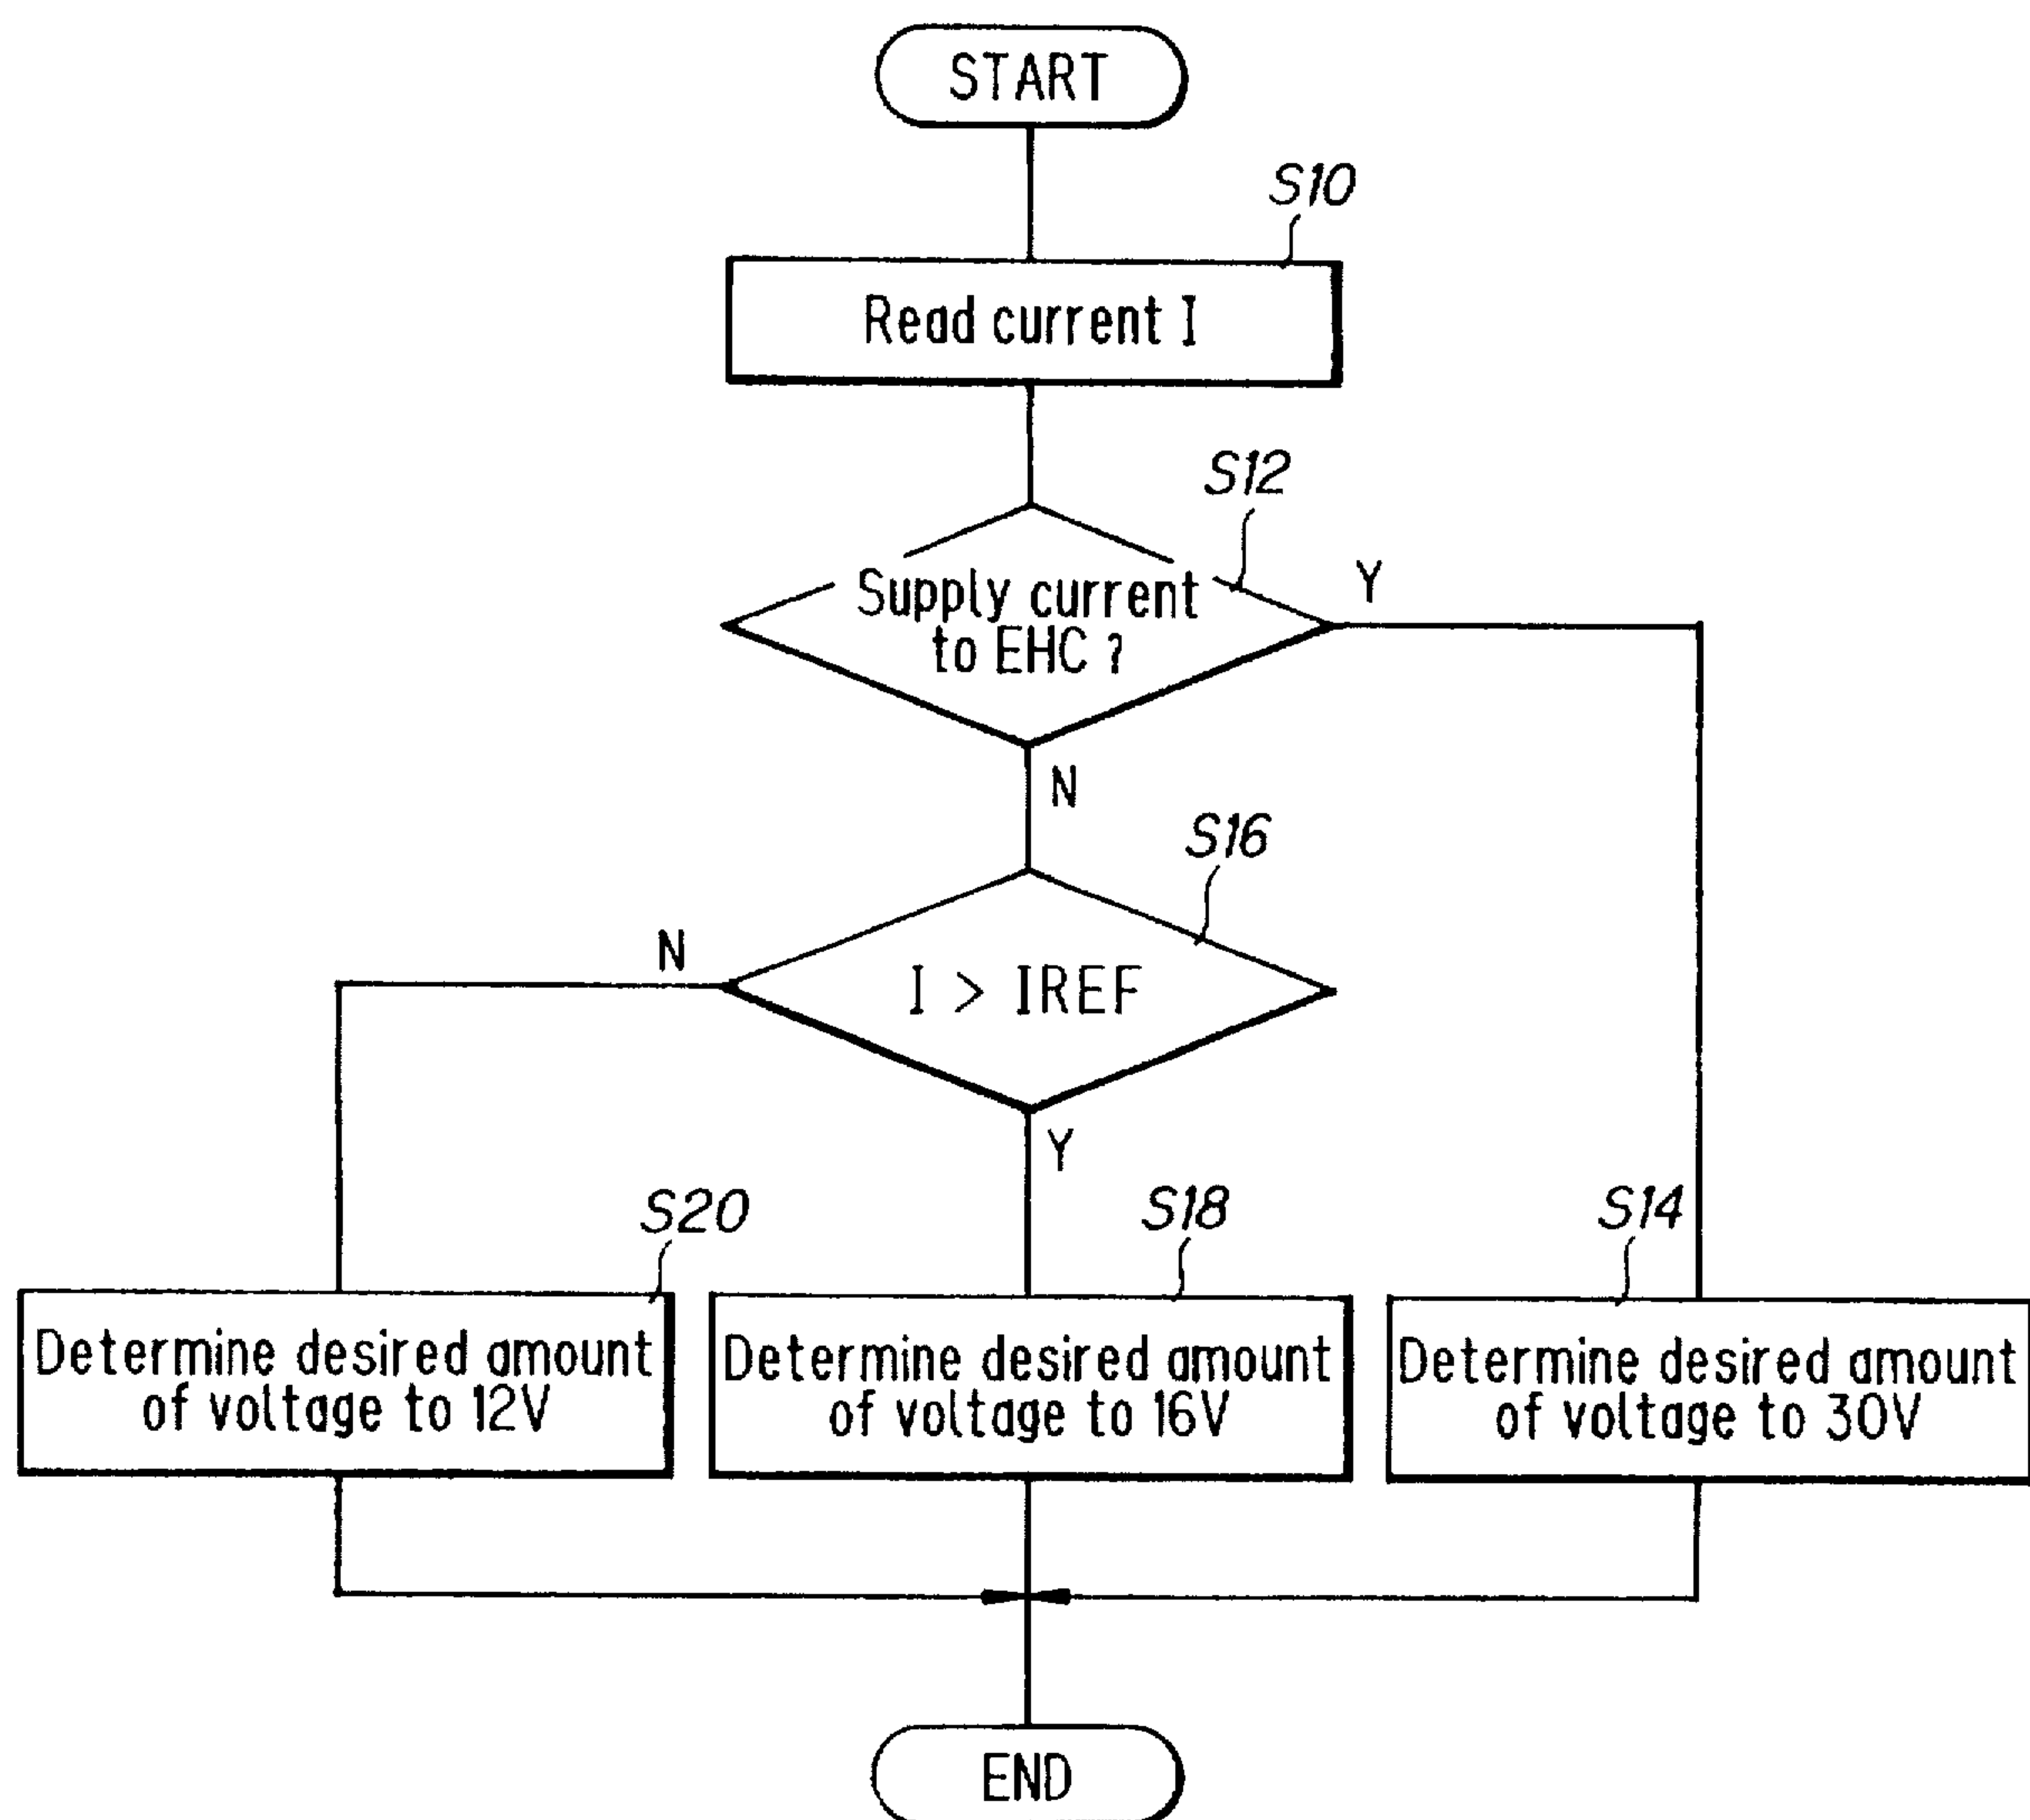 START
S10
Read current I
S12
Supply current
to EHC ?
Y
N
S16
N
I > IREF
Y
S20
S18
S14
Determine desired amount
of voltage to 12V
Determine desired amount
of voltage to 16V
Determine desired amount
of voltage to 30V
END